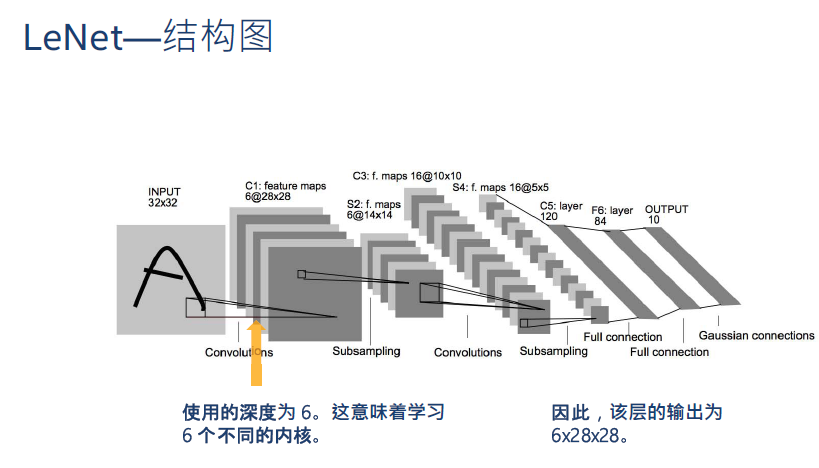 LeNet—结构图
INPUT
32x32
C1: feature maps
6@28x28
C3: f. maps 16@10x10
S2: f. maps
6@14x14
S4: f. maps 16@5x5
C5: layer
120
F6: layer
84
OUTPUT
10
Convolutions
Subsampling
Convolutions
Subsampling
Full connection
Full connection
Gaussian connections
使用的深度为 6。这意味着学习
6 个不同的内核。
因此，该层的输出为
6x28x28。